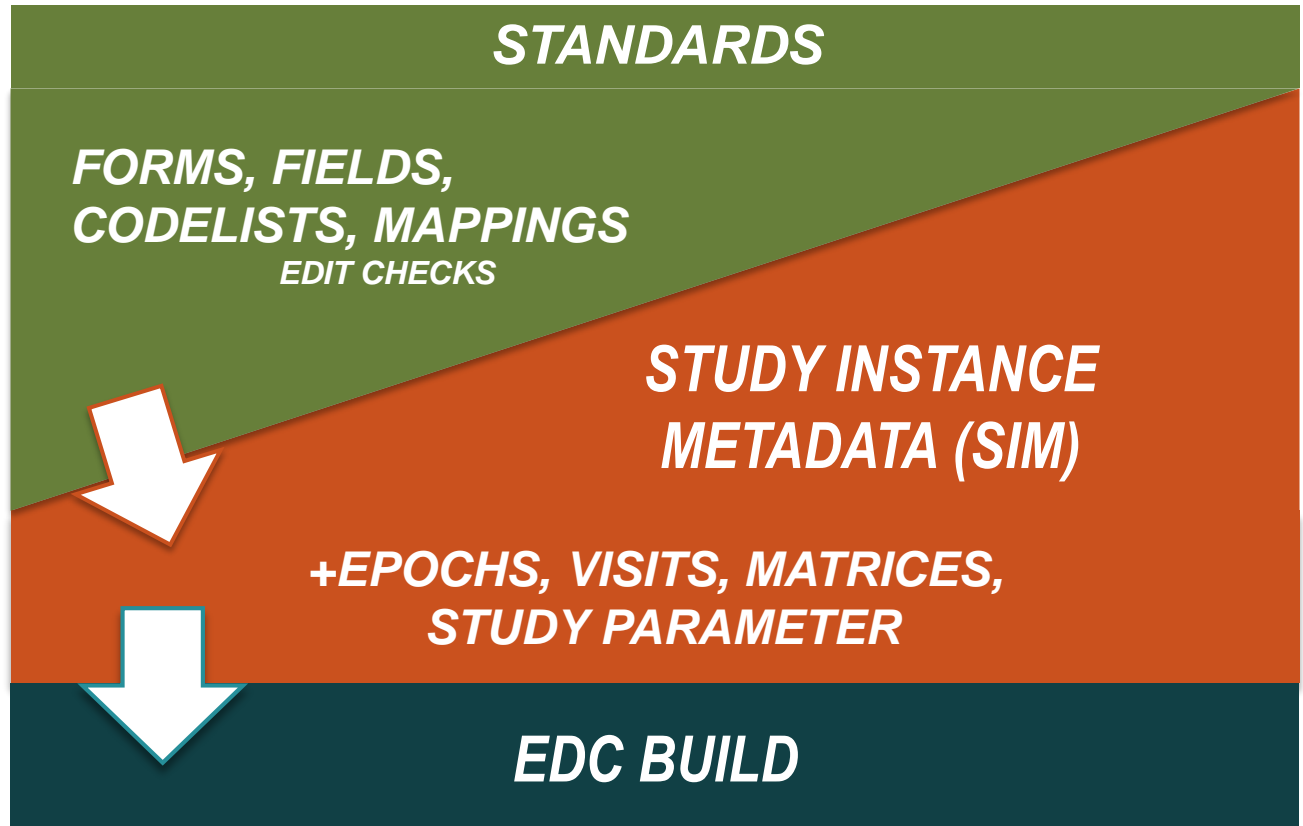 STANDARDS
FORMS, FIELDS,
CODELISTS, MAPPINGS
EDIT CHECKS
STUDY INSTANCE
METADATA (SIM)
+EPOCHS, VISITS, MATRICES,
STUDY PARAMETER
EDC BUILD